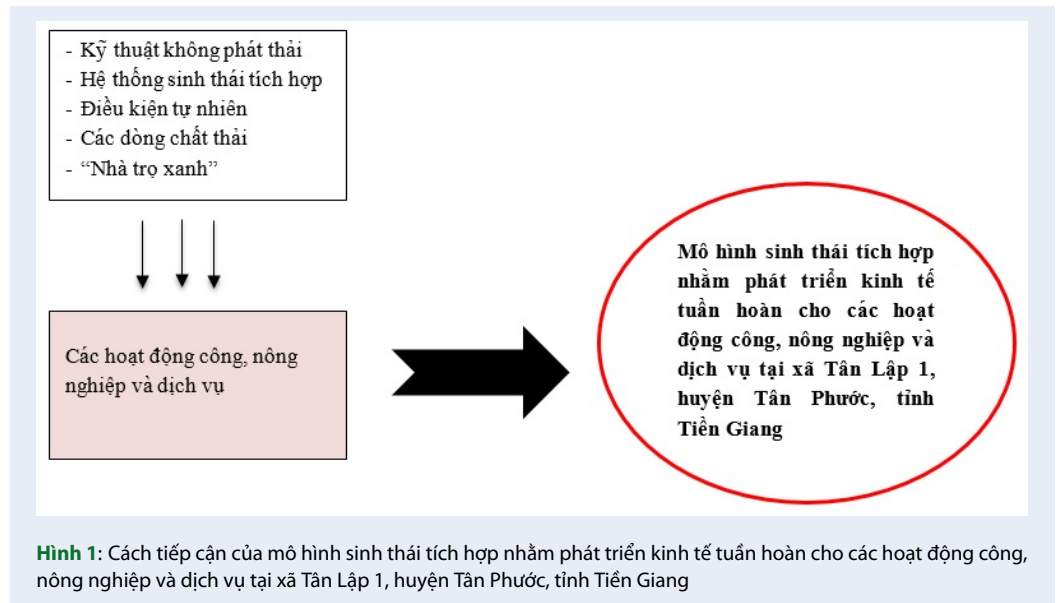 - Kỹ thuật không phát thải
- Hệ thống sinh thái tích hợp
- Điều kiện tự nhiên
- Các dòng chất thải
- “Nhà trọ xanh”
Các hoạt động công, nông
nghiệp và dịch vụ
Mô hình sinh thái tích hợp
nhằm phát triển kinh tế
tuần hoàn cho các hoạt
động công, nông nghiệp và
dịch vụ tại xã Tân Lập 1,
huyện Tân Phước, tỉnh
Tiền Giang
Hình 1: Cách tiếp cận của mô hình sinh thái tích hợp nhằm phát triển kinh tế tuần hoàn cho các hoạt động công,
nông nghiệp và dịch vụ tại xã Tân Lập 1, huyện Tân Phước, tỉnh Tiền Giang